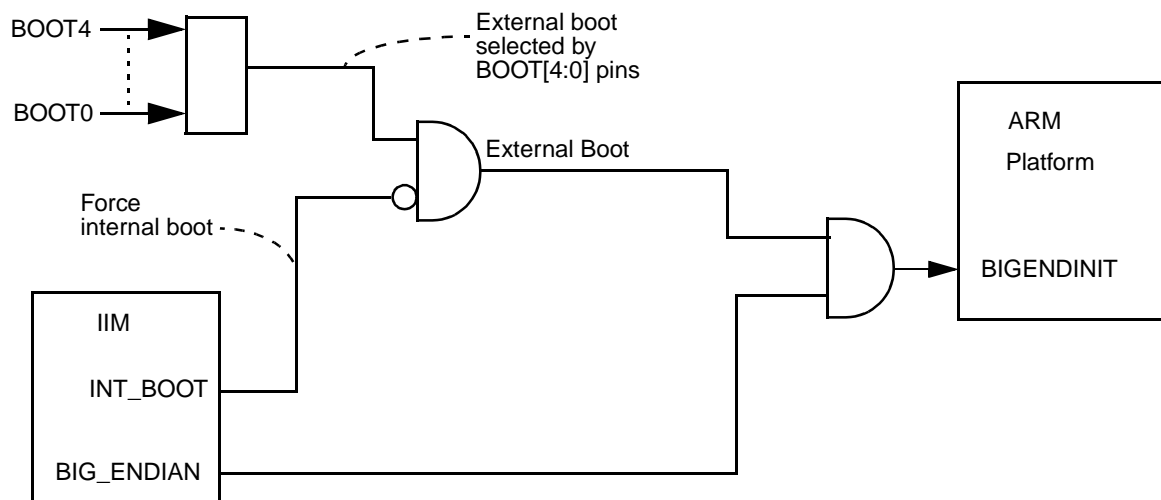 BOOT4
BOOT0
External boot
selected by
BOOT[4:0] pins
External Boot
Force
internal boot
ARM
Platform
BIGENDINIT
IIM
INT_BOOT
BIG_ENDIAN